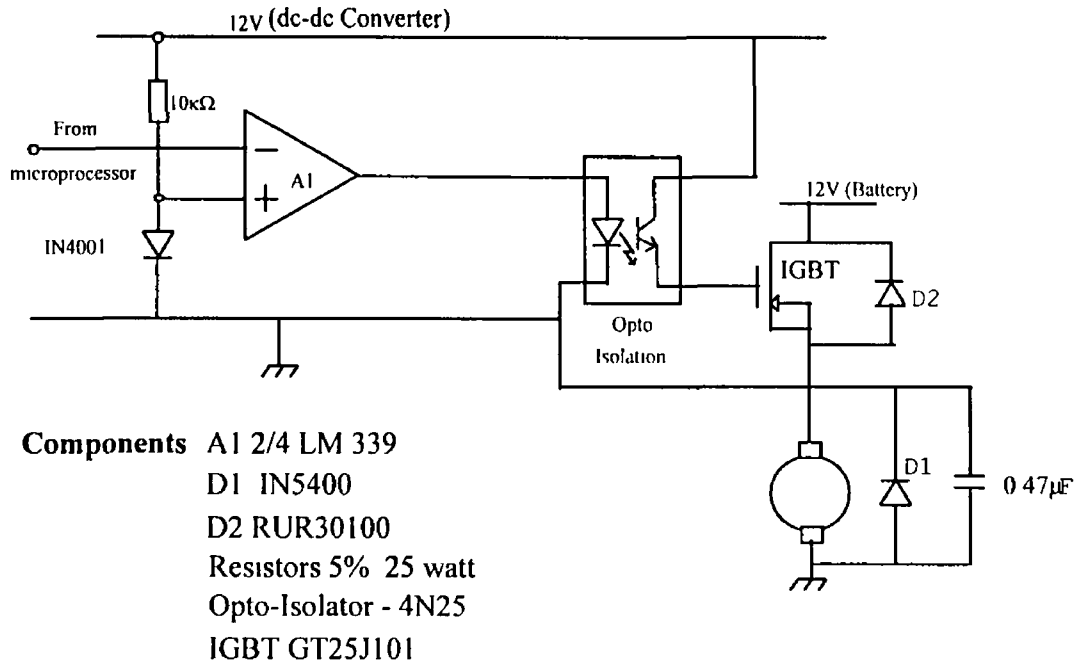 12V (dc-dc Converter)
10κΩ
From
microprocessor
−
+
A1
IN4001
12V (Battery)
IGBT
D2
Opto
Isolation
D1
0 47µF
Components A1 2/4 LM 339
D1 IN5400
D2 RUR30100
Resistors 5% 25 watt
Opto-Isolator - 4N25
IGBT GT25J101